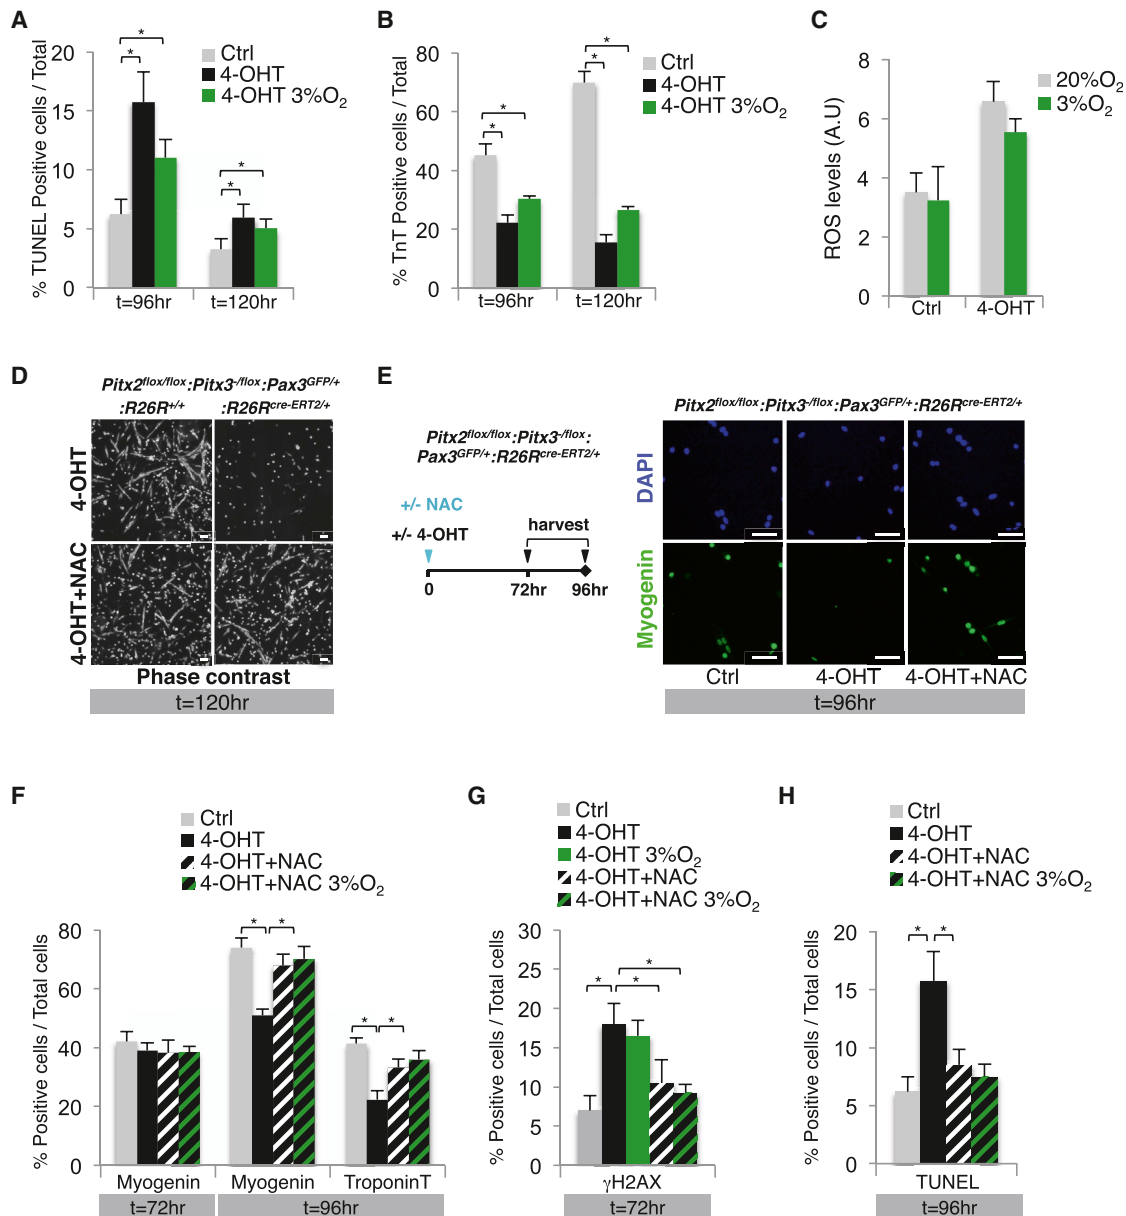 A
% TUNEL Positive cells / Total
20
15
10
5
0
* *
* *
Ctrl
4-OHT
4-OHT 3%O2
t=96hr t=120hr
B
% TnT Positive cells / Total
80
60
40
20
0
* *
* *
Ctrl
4-OHT
4-OHT 3%O2
t=96hr t=120hr
C
ROS levels (A.U)
8
6
4
2
0
20%O2
3%O2
Ctrl 4-OHT
D
Pitx2flox/flox:Pitx3-/flox:Pax3GFP/+
:R26R+/+ :R26Rcre-ERT2/+
4-OHT
4-OHT+NAC
Phase contrast
t=120hr
E
Pitx2flox/flox:Pitx3-/flox:
Pax3GFP/+:R26Rcre-ERT2/+
+/- NAC
+/- 4-OHT
harvest
0 72hr 96hr
Pitx2flox/flox:Pitx3-/flox:Pax3GFP/+:R26Rcre-ERT2/+
DAPI
Myogenin
Ctrl 4-OHT 4-OHT+NAC
t=96hr
F
Ctrl
4-OHT
4-OHT+NAC
4-OHT+NAC 3%O2
% Positive cells / Total cells
80
60
40
20
0
* *
* *
Myogenin Myogenin TroponinT
t=72hr t=96hr
G
Ctrl
4-OHT
4-OHT 3%O2
4-OHT+NAC
4-OHT+NAC 3%O2
% Positive cells / Total cells
30
25
20
15
10
5
0
*
* *
γH2AX
t=72hr
H
Ctrl
4-OHT
4-OHT+NAC
4-OHT+NAC 3%O2
% Positive cells / Total cells
20
15
10
5
0
* *
TUNEL
t=96hr